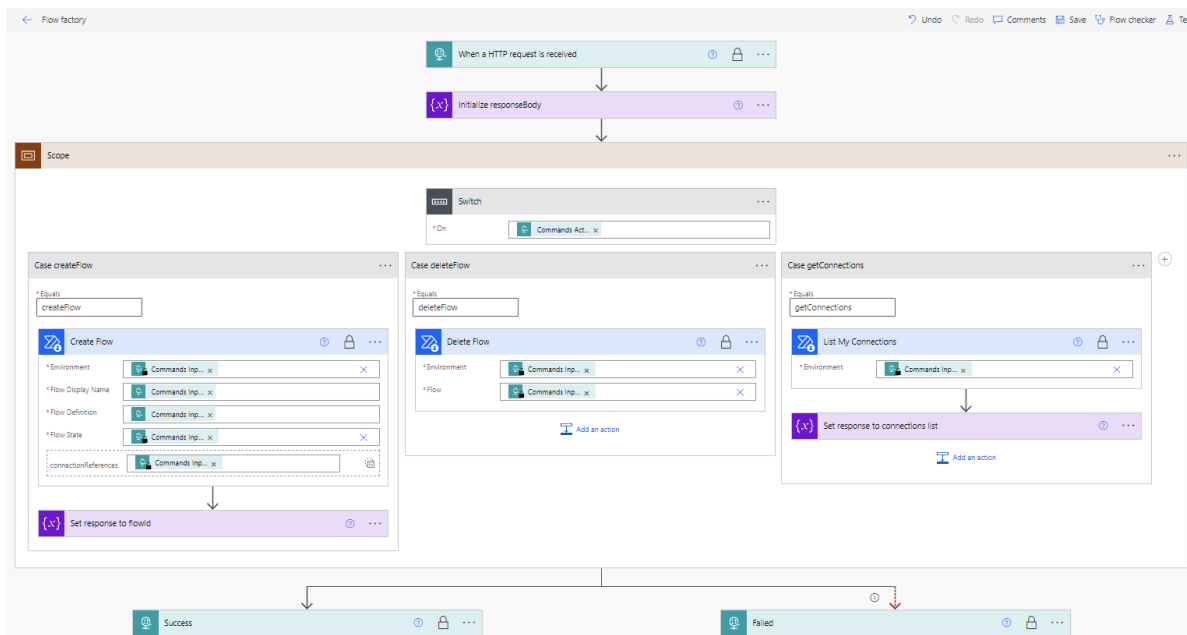 Flow factory
Undo Redo Comments Save Flow checker Te
When a HTTP request is received
{x} Initialize responseBody
Scope
Switch
* On Commands Act... x
Case createFlow
* Equals
createFlow
Create Flow
* Environment Commands Inp... x
* Flow Display Name Commands Inp... x
* Flow Definition Commands Inp... x
* Flow State Commands Inp... x
connectionReferences Commands Inp... x
{x} Set response to flowId
Case deleteFlow
* Equals
deleteFlow
Delete Flow
* Environment Commands Inp... x
* Flow Commands Inp... x
Add an action
Case getConnections
* Equals
getConnections
List My Connections
* Environment Commands Inp... x
{x} Set response to connections list
Add an action
Success
Failed